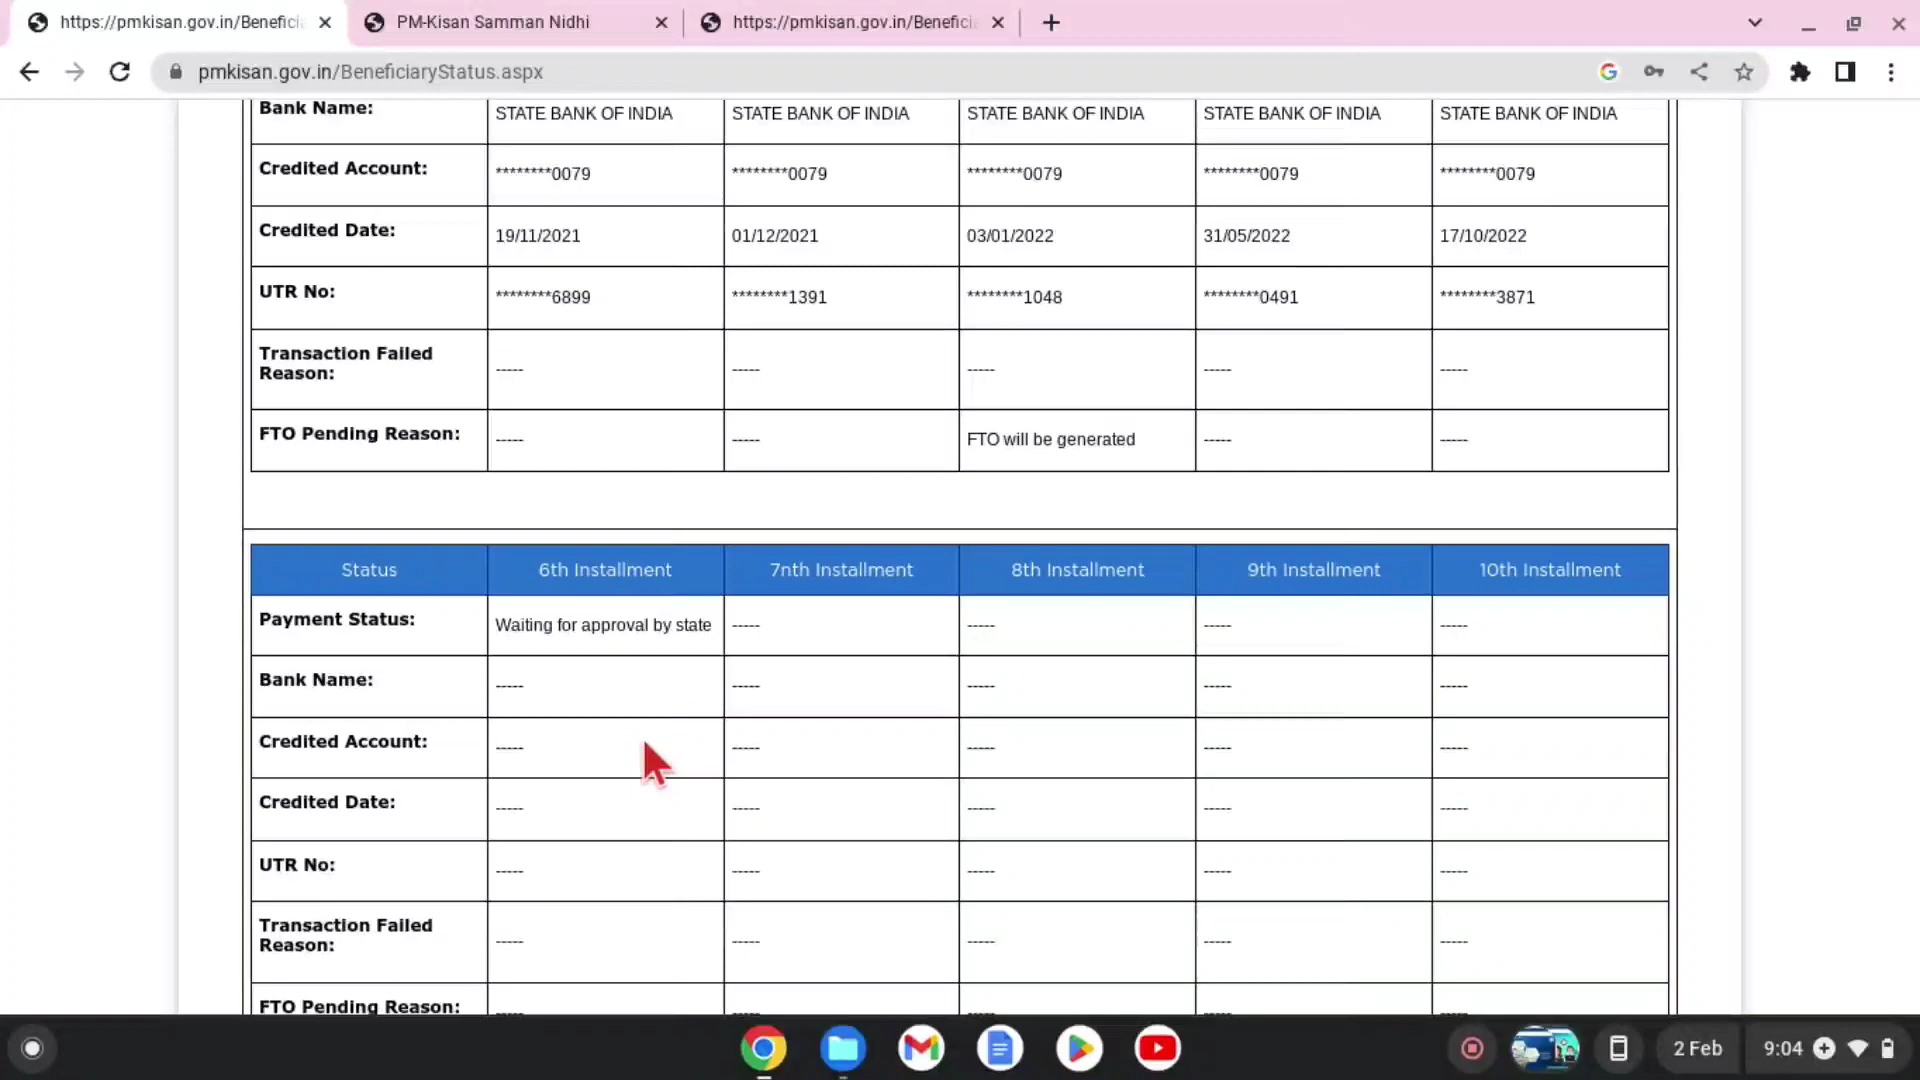 https://pmkisan.gov.in/Benefici
PM-Kisan Samman Nidhi
https://pmkisan.gov.in/Benefici
pmkisan.gov.in/BeneficiaryStatus.aspx
Bank Name: STATE BANK OF INDIA STATE BANK OF INDIA STATE BANK OF INDIA STATE BANK OF INDIA STATE BANK OF INDIA
Credited Account: ********0079 ********0079 ********0079 ********0079 ********0079
Credited Date: 19/11/2021 01/12/2021 03/01/2022 31/05/2022 17/10/2022
UTR No: ********6899 ********1391 ********1048 ********0491 ********3871
Transaction Failed
Reason: ----- ----- ----- ----- -----
FTO Pending Reason: ----- ----- FTO will be generated ----- -----
Status 6th Installment 7nth Installment 8th Installment 9th Installment 10th Installment
Payment Status: Waiting for approval by state ----- ----- ----- -----
Bank Name: ----- ----- ----- ----- -----
Credited Account: ----- ----- ----- ----- -----
Credited Date: ----- ----- ----- ----- -----
UTR No: ----- ----- ----- ----- -----
Transaction Failed
Reason: ----- ----- ----- ----- -----
FTO Pending Reason: ----- ----- ----- ----- -----
2 Feb 9:04